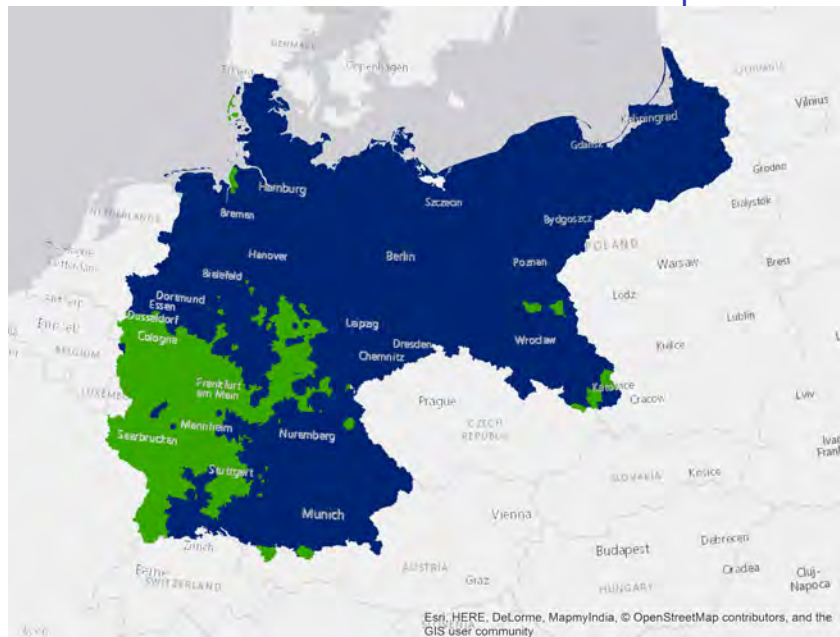 Copenhagen
Vilnius
Kaliningrad
Gdansk
Grodno
Hamburg
Szczecin
Bialystok
Bremen
Bydgoszcz
NETHERLANDS
POLAND
Hanover
Berlin
Poznan
Warsaw
Brest
Bielefeld
Lodz
Dortmund
Essen
Dusseldorf
Leipzig
Lublin
Cologne
Dresden
Wroclaw
Kielce
BELGIUM
Chemnitz
Frankfurt
am Mein
Katowice
Prague
Cracow
Lviv
CZECH
REPUBLIC
Mannheim
Nuremberg
Saarbrucken
SLOVAKIA
Kosice
Stuttgart
Munich
Vienna
Zurich
Budapest
Debrecen
AUSTRIA
Oradea
Cluj-
Napoca
SWITZERLAND
Graz
HUNGARY
Esri, HERE, DeLorme, MapmyIndia, © OpenStreetMap contributors, and the
GIS user community